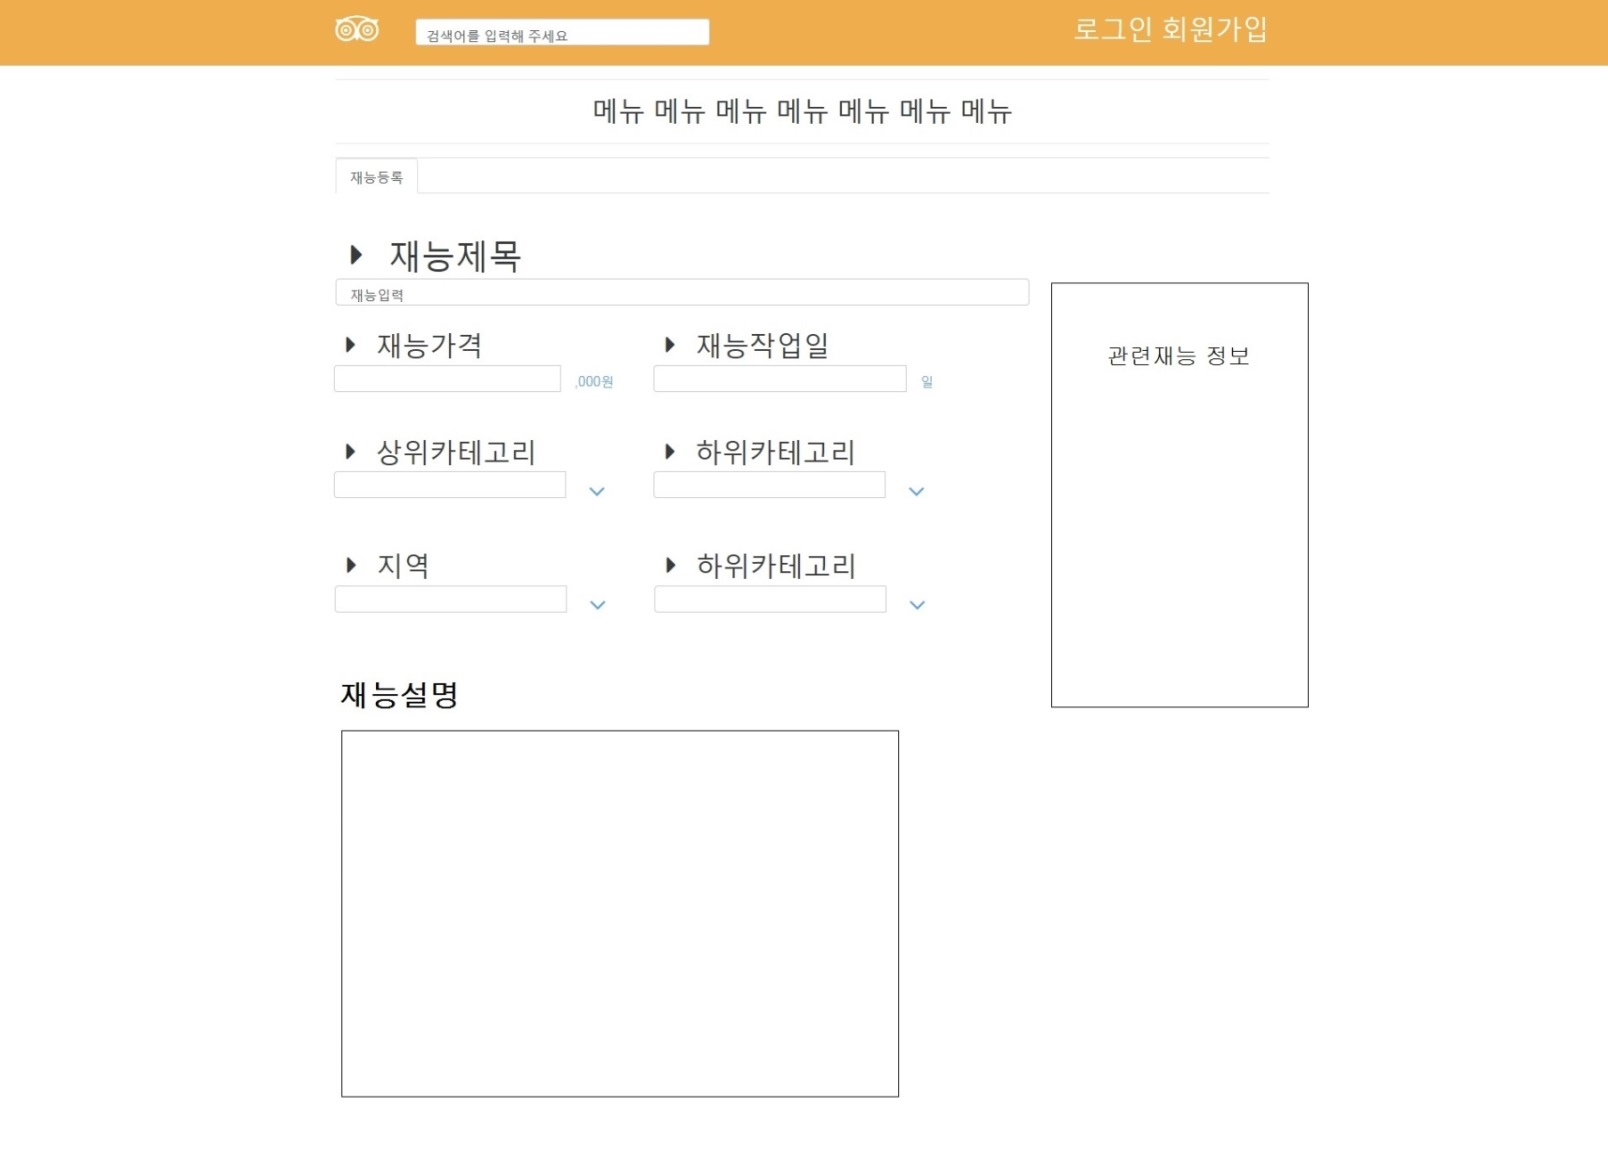 검색어를 입력해 주세요
로그인 회원가입
메뉴 메뉴 메뉴 메뉴 메뉴 메뉴 메뉴
재능등록
재능제목
재능입력
재능가격
재능작업일
,000원
일
관련재능 정보
상위카테고리
하위카테고리
지역
하위카테고리
재능설명